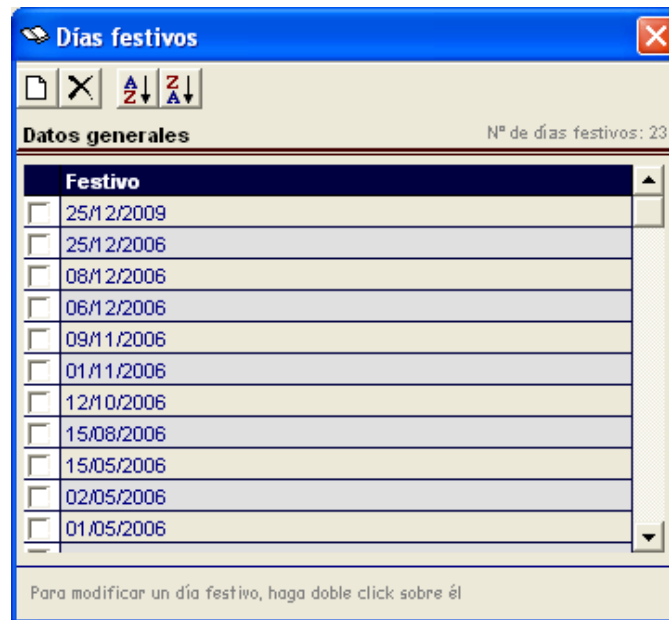 Días festivos
Datos generales
Nº de días festivos: 23
Festivo
25/12/2009
25/12/2006
08/12/2006
06/12/2006
09/11/2006
01/11/2006
12/10/2006
15/08/2006
15/05/2006
02/05/2006
01/05/2006
Para modificar un día festivo, haga doble click sobre él